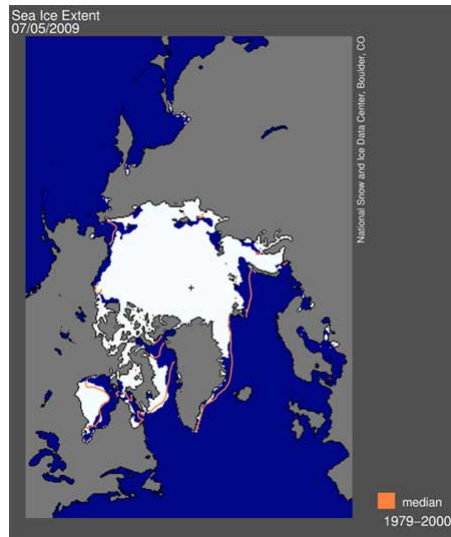 Sea Ice Extent
07/05/2009
National Snow and Ice Data Center, Boulder, CO
median
1979–2000